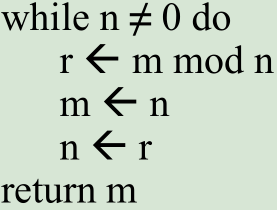 while n ≠ 0 do
r ← m mod n
m ← n
n ← r
return m